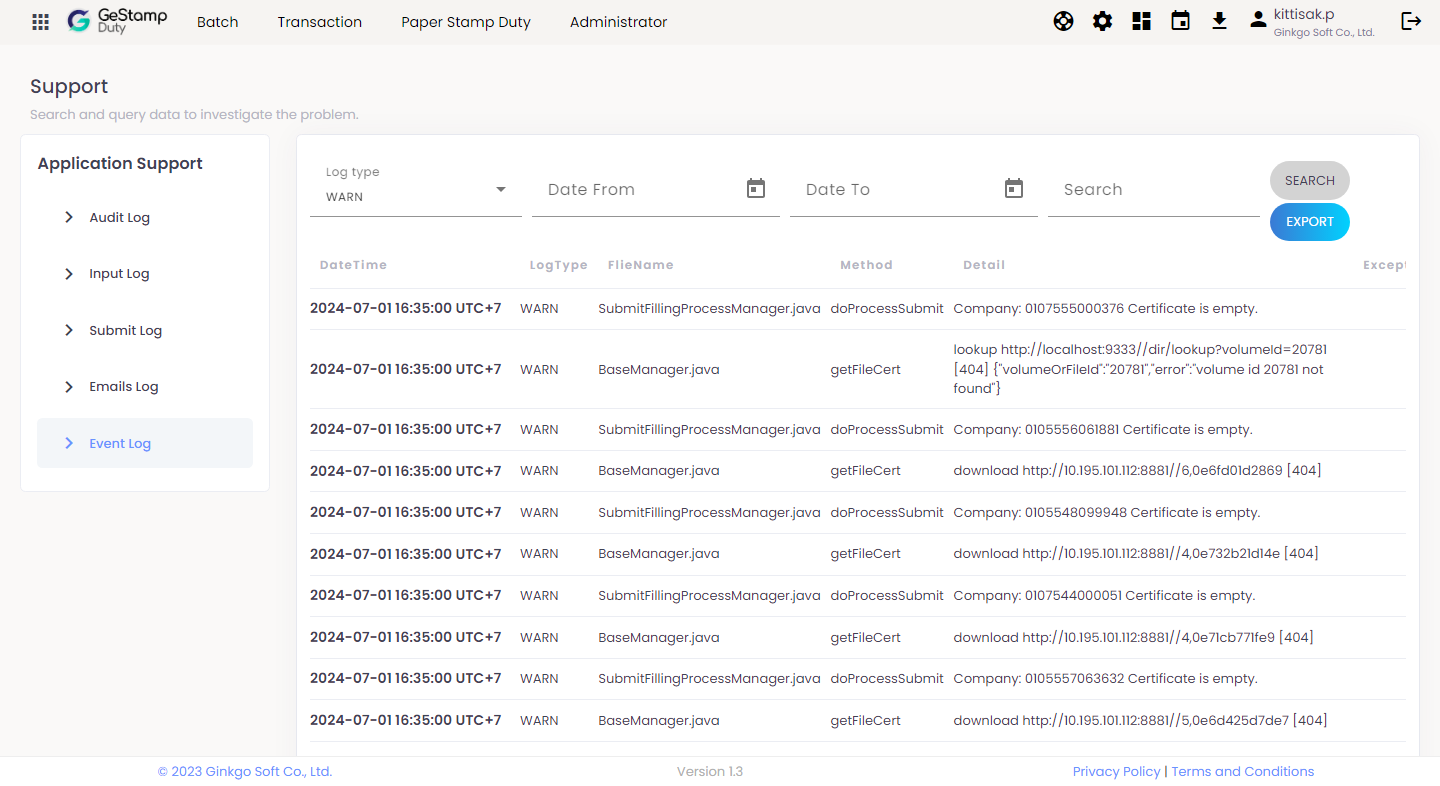 GeStamp
Duty
Batch
Transaction
Paper Stamp Duty
Administrator
kittisak.p
Ginkgo Soft Co., Ltd.
Support
Search and query data to investigate the problem.
Application Support
Audit Log
Input Log
Submit Log
Emails Log
Event Log
Log type
WARN
Date From
Date To
Search
SEARCH
EXPORT
DateTime LogType FlieName Method Detail Except
2024-07-01 16:35:00 UTC+7 WARN SubmitFillingProcessManager.java doProcessSubmit Company: 0107555000376 Certificate is empty.
2024-07-01 16:35:00 UTC+7 WARN BaseManager.java getFileCert lookup http://localhost:9333//dir/lookup?volumeId=20781
[404] {"volumeOrFileId":"20781","error":"volume id 20781 not
found"}
2024-07-01 16:35:00 UTC+7 WARN SubmitFillingProcessManager.java doProcessSubmit Company: 0105556061881 Certificate is empty.
2024-07-01 16:35:00 UTC+7 WARN BaseManager.java getFileCert download http://10.195.101.112:8881//6,0e6fd01d2869 [404]
2024-07-01 16:35:00 UTC+7 WARN SubmitFillingProcessManager.java doProcessSubmit Company: 0105548099948 Certificate is empty.
2024-07-01 16:35:00 UTC+7 WARN BaseManager.java getFileCert download http://10.195.101.112:8881//4,0e732b21d14e [404]
2024-07-01 16:35:00 UTC+7 WARN SubmitFillingProcessManager.java doProcessSubmit Company: 0107544000051 Certificate is empty.
2024-07-01 16:35:00 UTC+7 WARN BaseManager.java getFileCert download http://10.195.101.112:8881//4,0e71cb771fe9 [404]
2024-07-01 16:35:00 UTC+7 WARN SubmitFillingProcessManager.java doProcessSubmit Company: 0105557063632 Certificate is empty.
2024-07-01 16:35:00 UTC+7 WARN BaseManager.java getFileCert download http://10.195.101.112:8881//5,0e6d425d7de7 [404]
© 2023 Ginkgo Soft Co., Ltd.
Version 1.3
Privacy Policy | Terms and Conditions